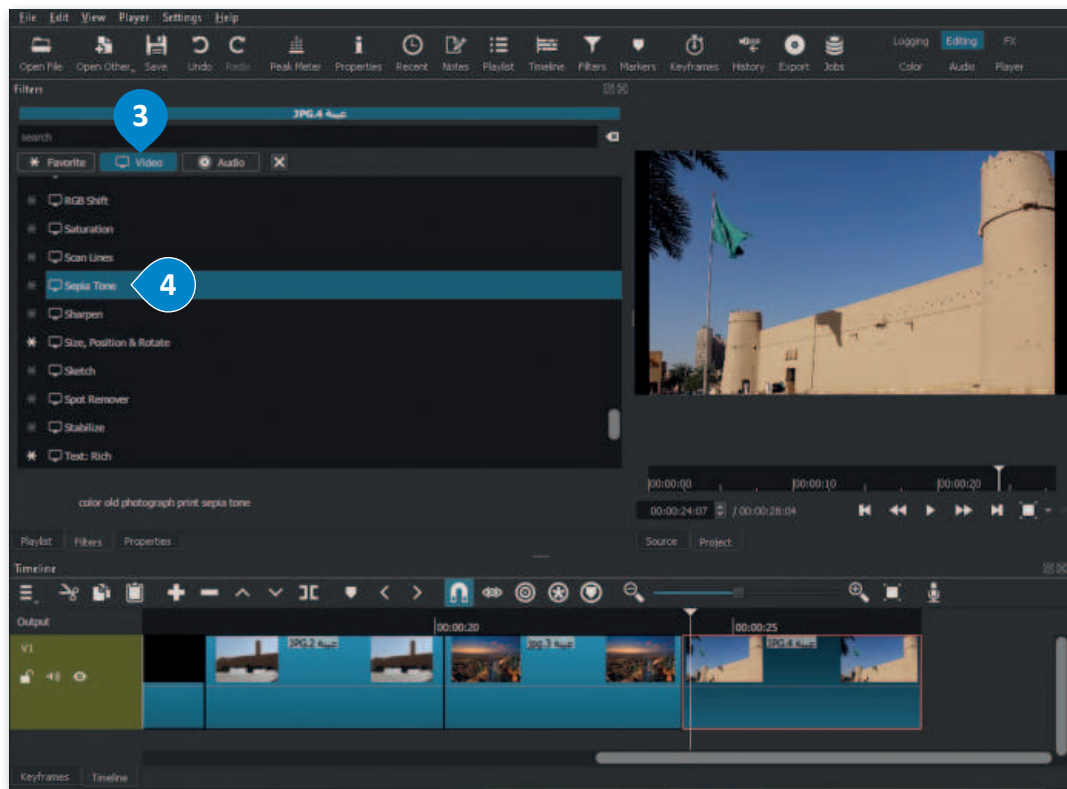 File Edit View Player Settings Help
Open File Open Other... Save Undo Redo Peak Meter Properties Recent Notes Playlist Timeline Filters Markers Keyframes History Export Jobs
Logging Editing FX
Color Audio Player
Filters
عينة 4.JPG
3
search
Favorite Video Audio
RGB Shift
Saturation
Scan Lines
Sepia Tone
4
Sharpen
Size, Position & Rotate
Sketch
Spot Remover
Stabilize
Text: Rich
color old photograph print sepia tone
00:00:00 00:00:10 00:00:20
00:00:24:07 / 00:00:28:04
Playlist Filters Properties
Source Project
Timeline
Output
00:00:20 00:00:25
V1
عينة 2.JPG عينة 3.jpg عينة 4.JPG
Keyframes Timeline